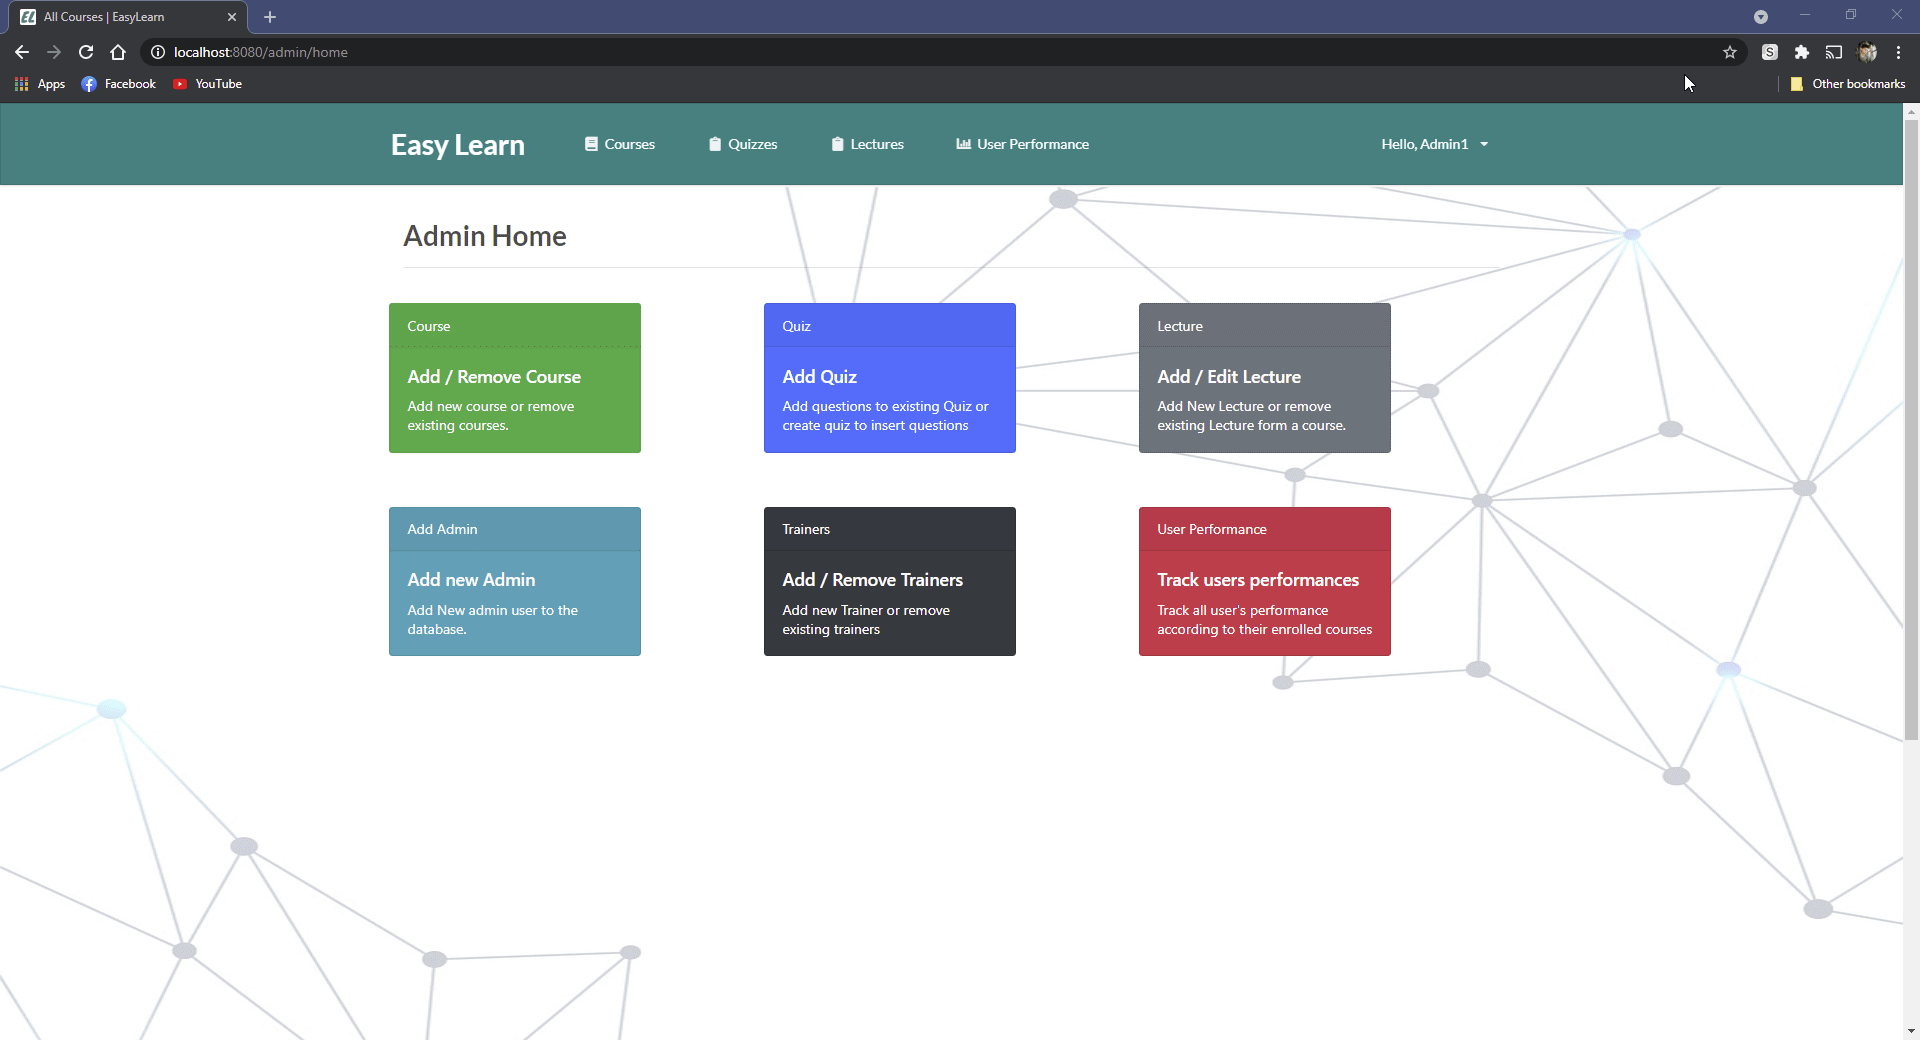 EL All Courses | EasyLearn
localhost:8080/admin/home
S
Apps Facebook YouTube Other bookmarks
Easy Learn Courses Quizzes Lectures User Performance Hello, Admin1
Admin Home
Course
Add / Remove Course
Add new course or remove
existing courses.
Quiz
Add Quiz
Add questions to existing Quiz or
create quiz to insert questions
Lecture
Add / Edit Lecture
Add New Lecture or remove
existing Lecture form a course.
Add Admin
Add new Admin
Add New admin user to the
database.
Trainers
Add / Remove Trainers
Add new Trainer or remove
existing trainers
User Performance
Track users performances
Track all user's performance
according to their enrolled courses